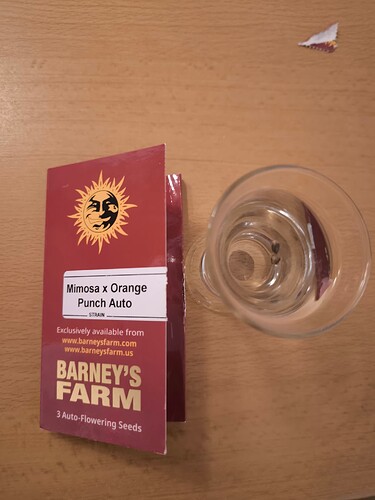 Mimosa x Orange
Punch Auto
STRAIN
Exclusively available from
www.barneysfarm.com
www.barneysfarm.us
BARNEY'S
FARM
3 Auto-Flowering Seeds